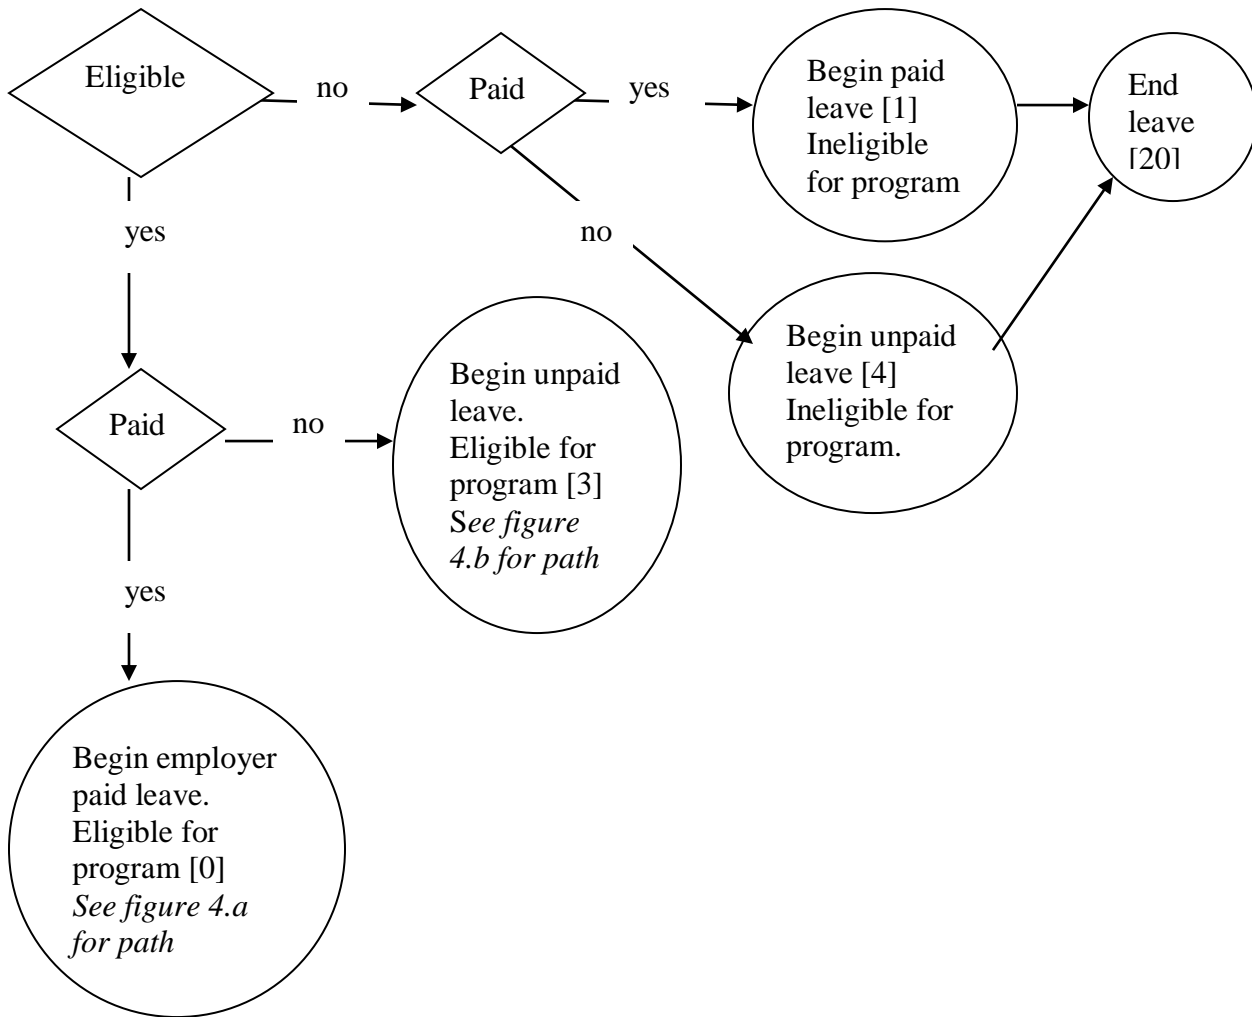 Eligible
no
Paid
yes
Begin paid
leave [1]
Ineligible
for program
End
leave
[20]
yes
no
Begin unpaid
leave [4]
Ineligible for
program.
Paid
no
Begin unpaid
leave.
Eligible for
program [3]
See figure
4.b for path
yes
Begin employer
paid leave.
Eligible for
program [0]
See figure 4.a
for path